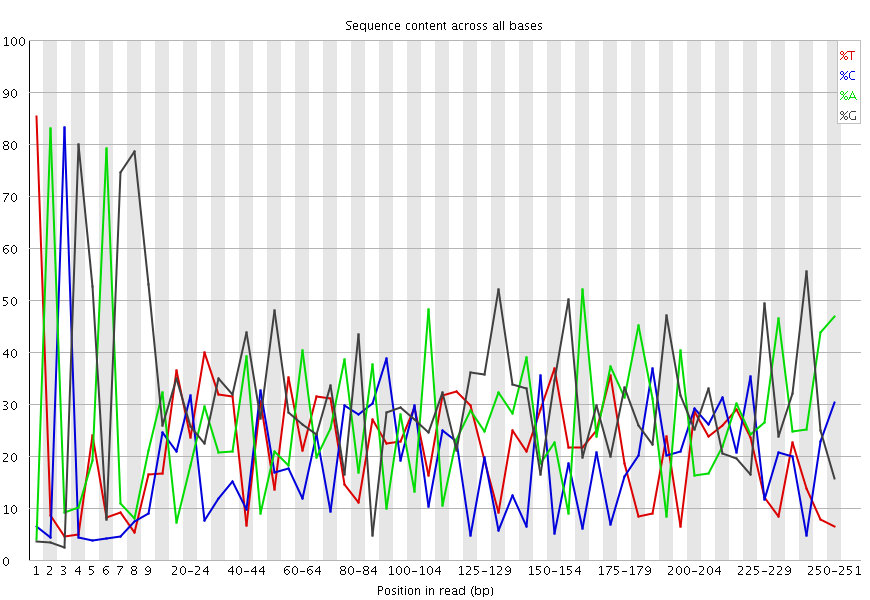 Sequence content across all bases
100
90
80
70
60
50
40
30
20
10
0
%T
%C
%A
%G
1 2 3 4 5 6 7 8 9 20-24 40-44 60-64 80-84 100-104 125-129 150-154 175-179 200-204 225-229 250-251
Position in read (bp)